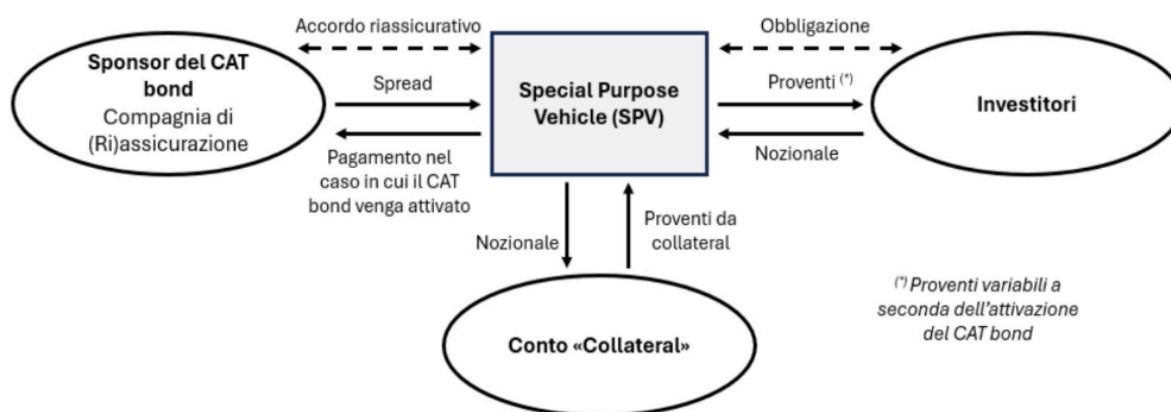 Accordo riassicurativo
Obbligazione
Sponsor del CAT
bond
Compagnia di
(Ri)assicurazione
Spread
Special Purpose
Vehicle (SPV)
Proventi (*)
Investitori
Pagamento nel
caso in cui il CAT
bond venga attivato
Nozionale
Nozionale
Proventi da
collateral
Conto «Collateral»
(*) Proventi variabili a
seconda dell’attivazione
del CAT bond